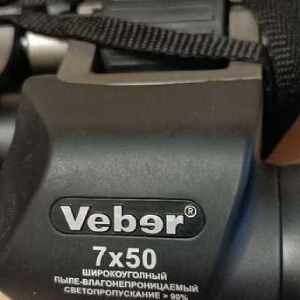 Veber®
7x50
ШИРОКОУГОЛЬНЫЙ
ПЫЛЕ-ВЛАГОНЕПРОНИЦАЕМЫЙ
СВЕТОПРОПУСКАНИЕ > 90%